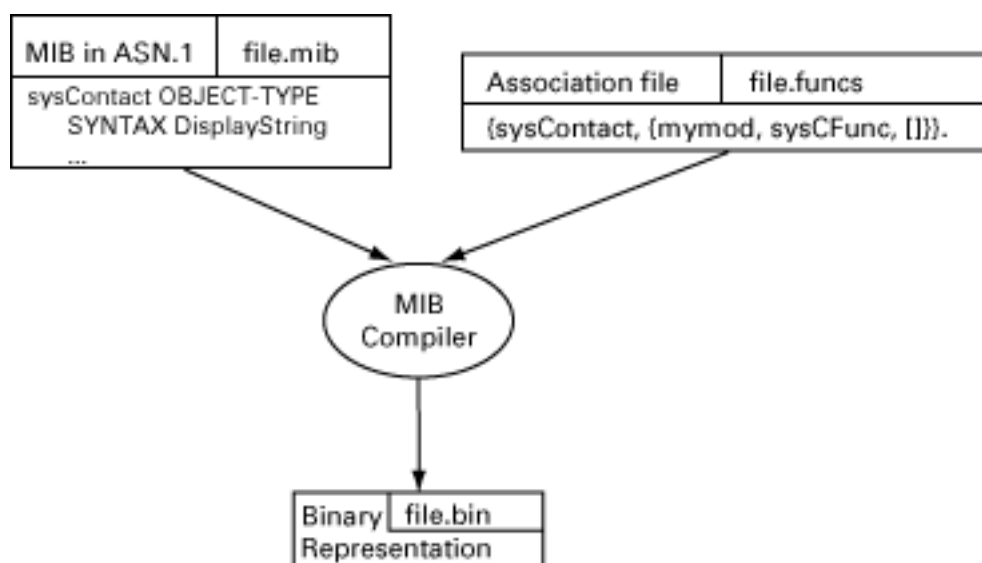 MIB in ASN.1
file.mib
sysContact OBJECT-TYPE
SYNTAX DisplayString
...
Association file
file.funcs
{sysContact, {mymod, sysCFunc, []}}.
MIB
Compiler
Binary
file.bin
Representation